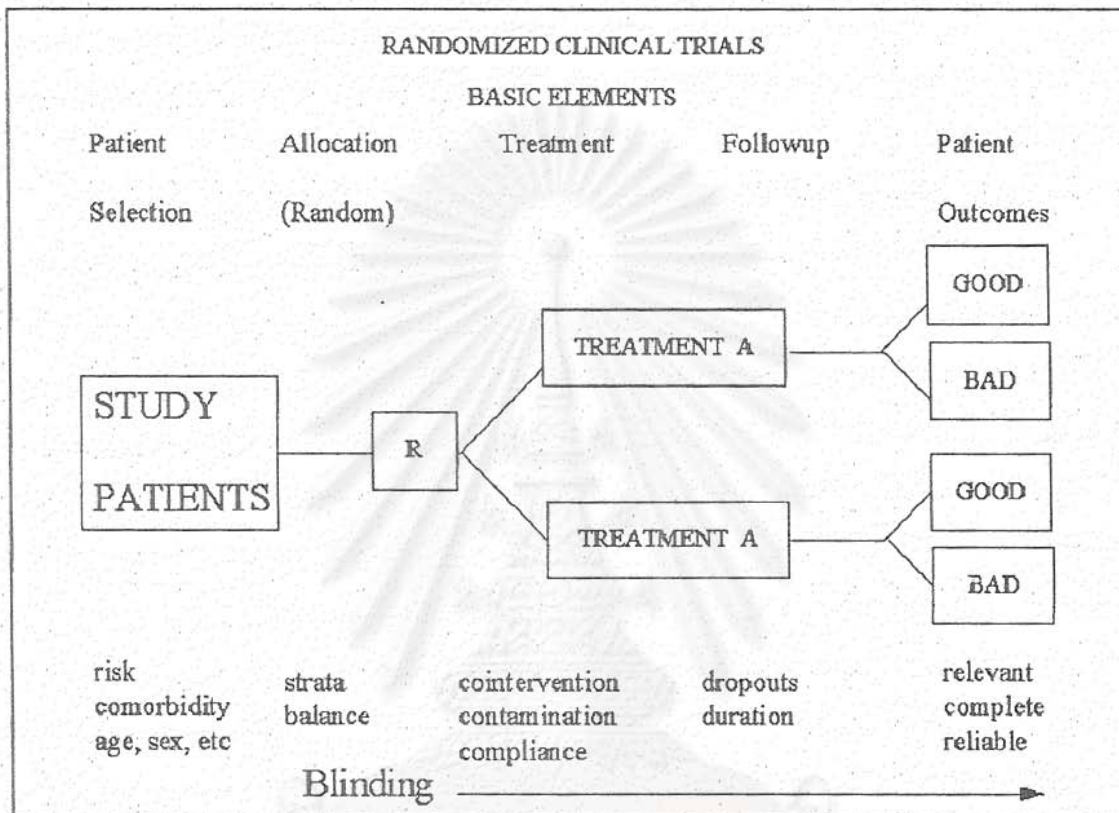 RANDOMIZED CLINICAL TRIALS
BASIC ELEMENTS
Patient Allocation Treatment Followup Patient
Selection (Random) Outcomes
GOOD
TREATMENT A
BAD
STUDY
R
PATIENTS
GOOD
TREATMENT A
BAD
risk strata cointervention dropouts relevant
comorbidity balance contamination duration complete
age, sex, etc compliance reliable
Blinding